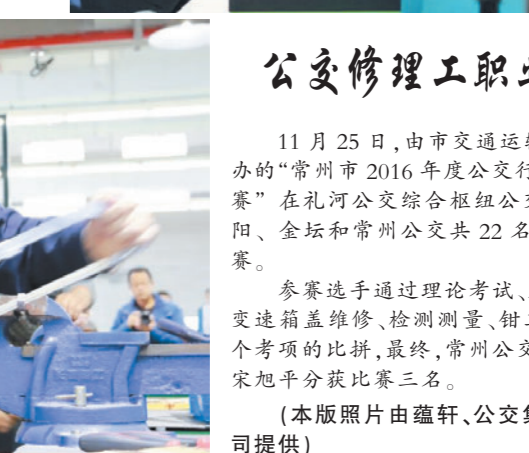 公交修理工职业
11 月 25 日，由市交通运输
办的“常州市 2016 年度公交行
赛” 在礼河公交综合枢纽公交
阳、金坛和常州公交共 22 名
赛。
参赛选手通过理论考试、
变速箱盖维修、检测测量、钳工
个考项的比拼，最终，常州公交
宋旭平分获比赛三名。
(本版照片由蕴轩、公交集
司提供)